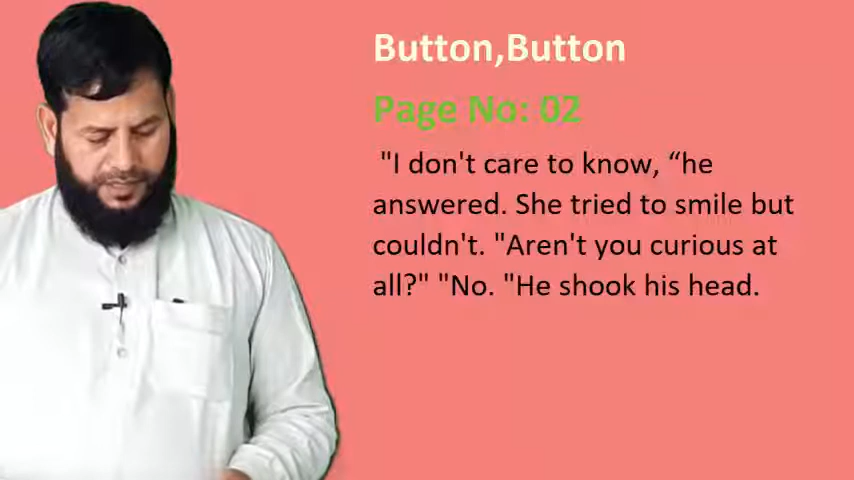 Button,Button
Page No: 02
"I don't care to know, “he
answered. She tried to smile but
couldn't. "Aren't you curious at
all?" "No. "He shook his head.